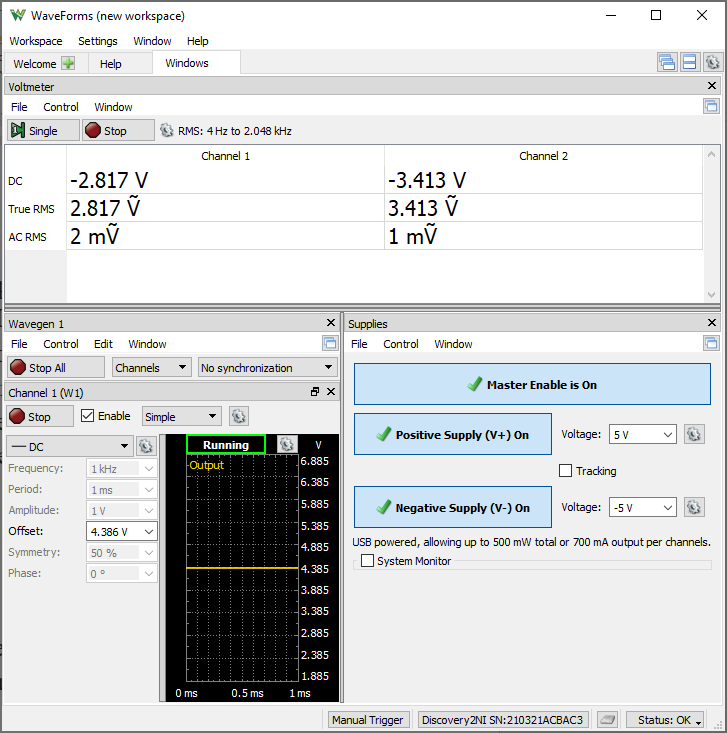 WaveForms (new workspace)
Workspace Settings Window Help
Welcome Help Windows
Voltmeter
File Control Window
Single Stop RMS: 4 Hz to 2.048 kHz
Channel 1 Channel 2
DC -2.817 V -3.413 V
True RMS 2.817 Ṽ 3.413 Ṽ
AC RMS 2 mṼ 1 mṼ
Wavegen 1
File Control Edit Window
Stop All Channels No synchronization
Channel 1 (W1)
Stop Enable Simple
DC
Frequency: 1 kHz
Period: 1 ms
Amplitude: 1 V
Offset: 4.386 V
Symmetry: 50 %
Phase: 0 °
Running V
Output
6.885
6.385
5.885
5.385
4.885
4.385
3.885
3.385
2.885
2.385
1.885
0 ms 0.5 ms 1 ms
Supplies
File Control Window
Master Enable is On
Positive Supply (V+) On Voltage: 5 V
Tracking
Negative Supply (V-) On Voltage: -5 V
USB powered, allowing up to 500 mW total or 700 mA output per channels.
System Monitor
Manual Trigger Discovery2NI SN:210321ACBAC3 Status: OK